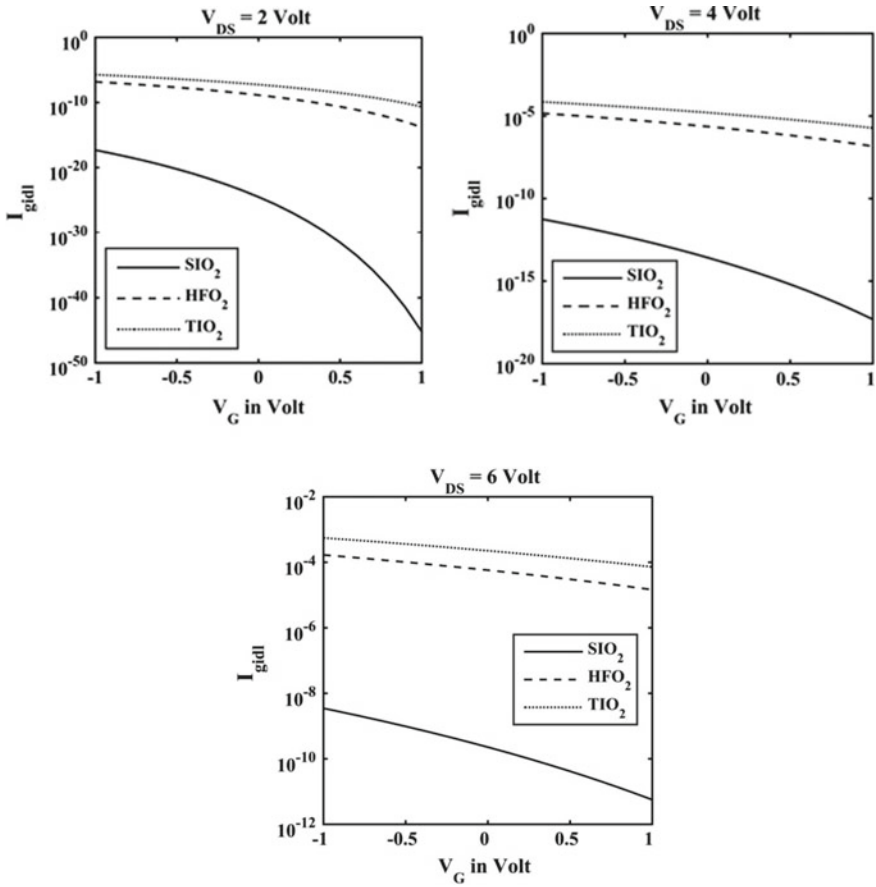 V_DS = 2 Volt
10^0
10^-10
10^-20
10^-30
10^-40
10^-50
I_gidl
SIO_2
HFO_2
TIO_2
-1 -0.5 0 0.5 1
V_G in Volt
V_DS = 4 Volt
10^0
10^-5
10^-10
10^-15
10^-20
I_gidl
SIO_2
HFO_2
TIO_2
-1 -0.5 0 0.5 1
V_G in Volt
V_DS = 6 Volt
10^-2
10^-4
10^-6
10^-8
10^-10
10^-12
I_gidl
SIO_2
HFO_2
TIO_2
-1 -0.5 0 0.5 1
V_G in Volt